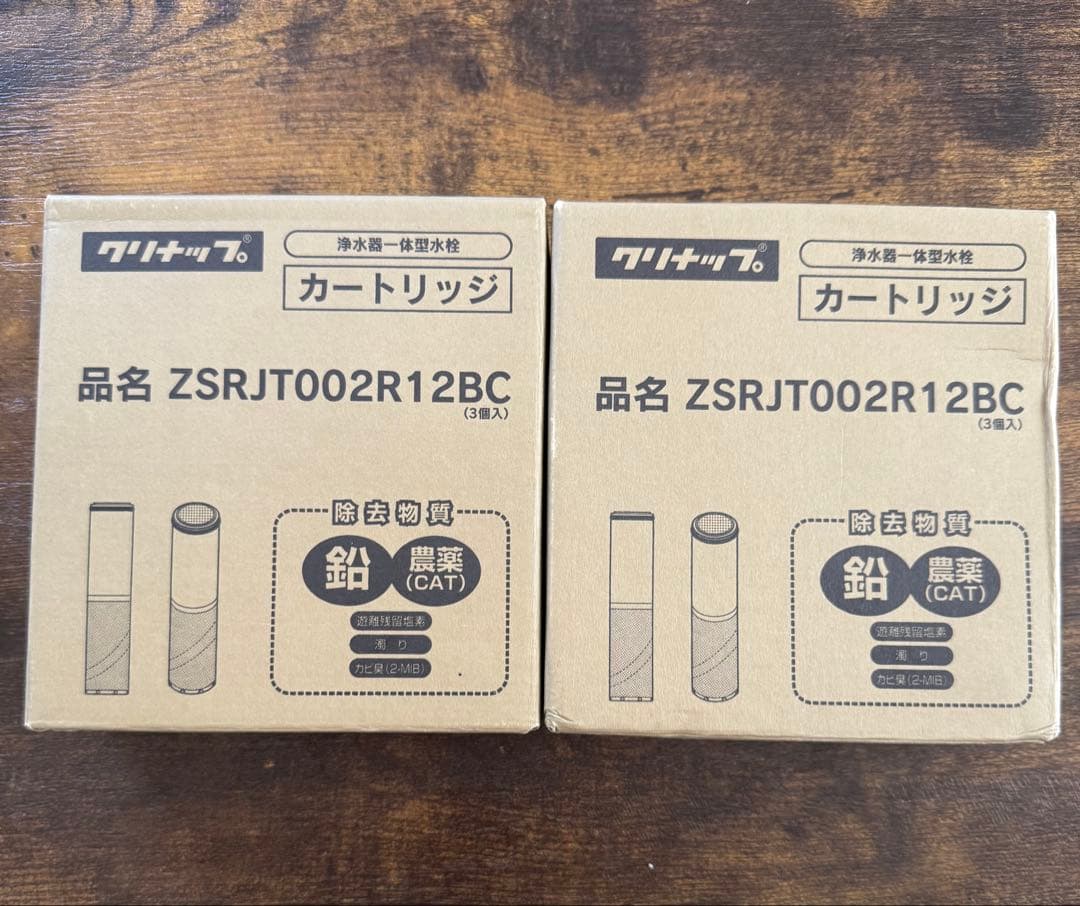 クリナップ®
浄水器一体型水栓
カートリッジ
品名 ZSRJT002R12BC
(3個入)
除去物質
鉛
農薬
(CAT)
遊離残留塩素
濁り
カビ臭(2-MIB)
クリナップ®
浄水器一体型水栓
カートリッジ
品名 ZSRJT002R12BC
(3個入)
除去物質
鉛
農薬
(CAT)
遊離残留塩素
濁り
カビ臭(2-MIB)